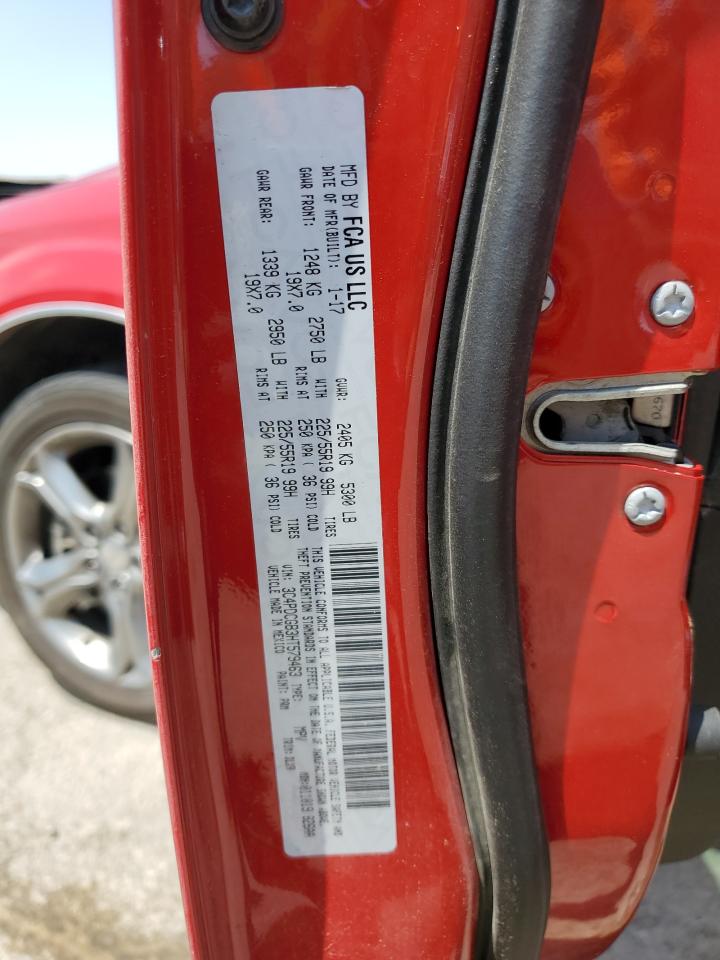 MFD BY FCA US LLC
DATE OF MFR(BUILT): 1-17 GVWR: 2405 KG 5300 LB
GAWR FRONT: 1248 KG 2750 LB WITH 225/55R19 99H TIRES
19X7.0 RIMS AT 250 KPA ( 36 PSI) COLD
GAWR REAR: 1339 KG 2950 LB WITH 225/55R19 99H TIRES
19X7.0 RIMS AT 250 KPA ( 36 PSI) COLD
THIS VEHICLE CONFORMS TO ALL APPLICABLE U.S.A. FEDERAL MOTOR VEHICLE SAFETY AND
THEFT PREVENTION STANDARDS IN EFFECT ON THE DATE OF MANUFACTURE SHOWN ABOVE.
VIN: 3C4PDCGB3HT579463 TYPE: MPV
VEHICLE MADE IN MEXICO PAINT: PRM